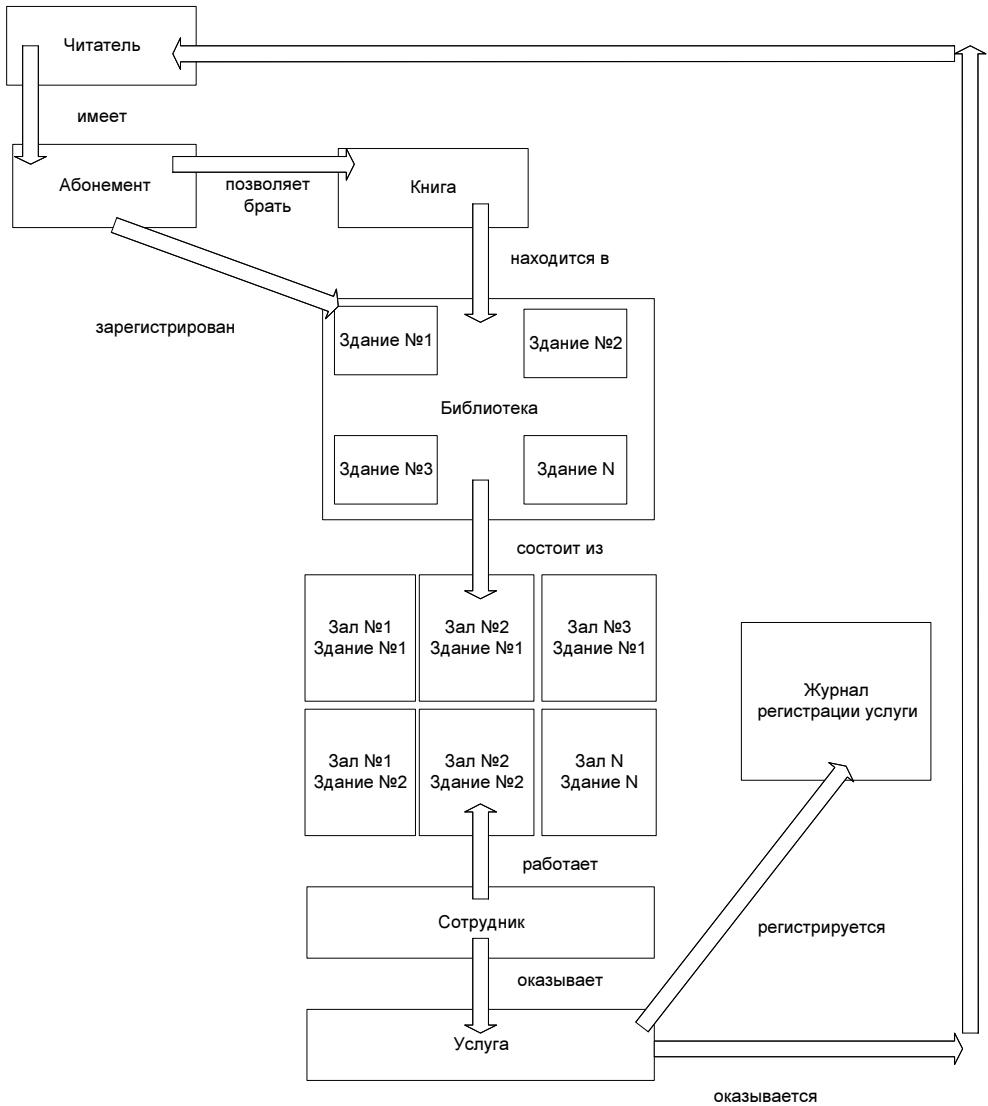 Читатель
имеет
Абонемент
позволяет
брать
Книга
находится в
зарегистрирован
Здание №1
Здание №2
Библиотека
Здание №3
Здание N
состоит из
Зал №1
Здание №1
Зал №2
Здание №1
Зал №3
Здание №1
Журнал
регистрации услуги
Зал №1
Здание №2
Зал №2
Здание №2
Зал N
Здание N
работает
Сотрудник
регистрируется
оказывает
Услуга
оказывается